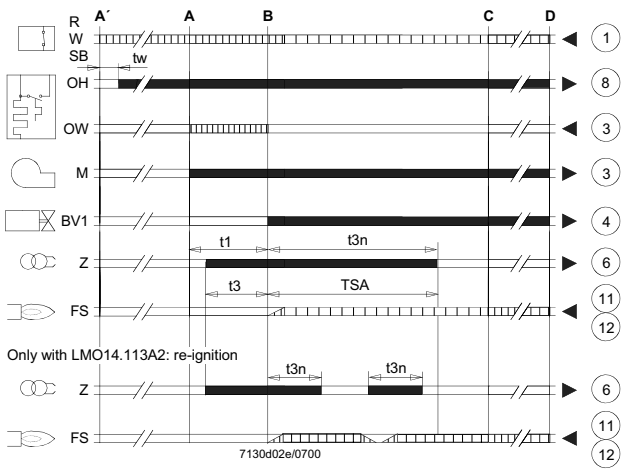 A´ A B C D
R
W 1
SB tw
OH 8
OW 3
M 3
BV1 4
t1 t3n
Z 6
t3 TSA
FS 11
12
Only with LMO14.113A2: re-ignition
t3n t3n
Z 6
FS 11
12
7130d02e/0700